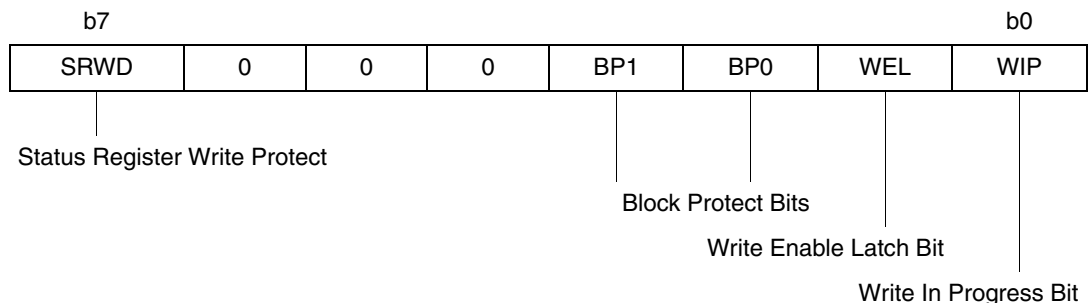 b7 b0
SRWD 0 0 0 BP1 BP0 WEL WIP
Status Register Write Protect
Block Protect Bits
Write Enable Latch Bit
Write In Progress Bit